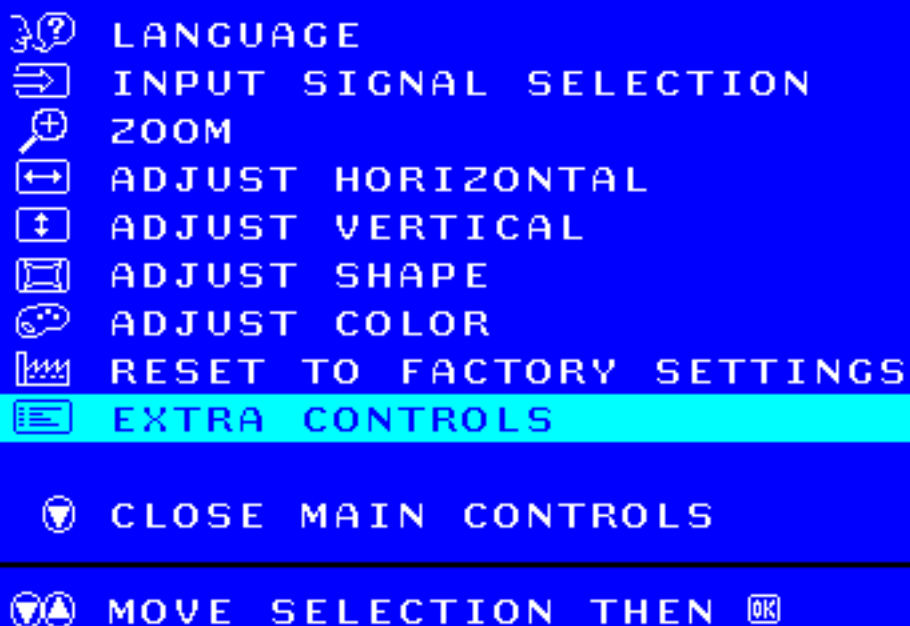 LANGUAGE
INPUT SIGNAL SELECTION
ZOOM
ADJUST HORIZONTAL
ADJUST VERTICAL
ADJUST SHAPE
ADJUST COLOR
RESET TO FACTORY SETTINGS
EXTRA CONTROLS
CLOSE MAIN CONTROLS
MOVE SELECTION THEN OK